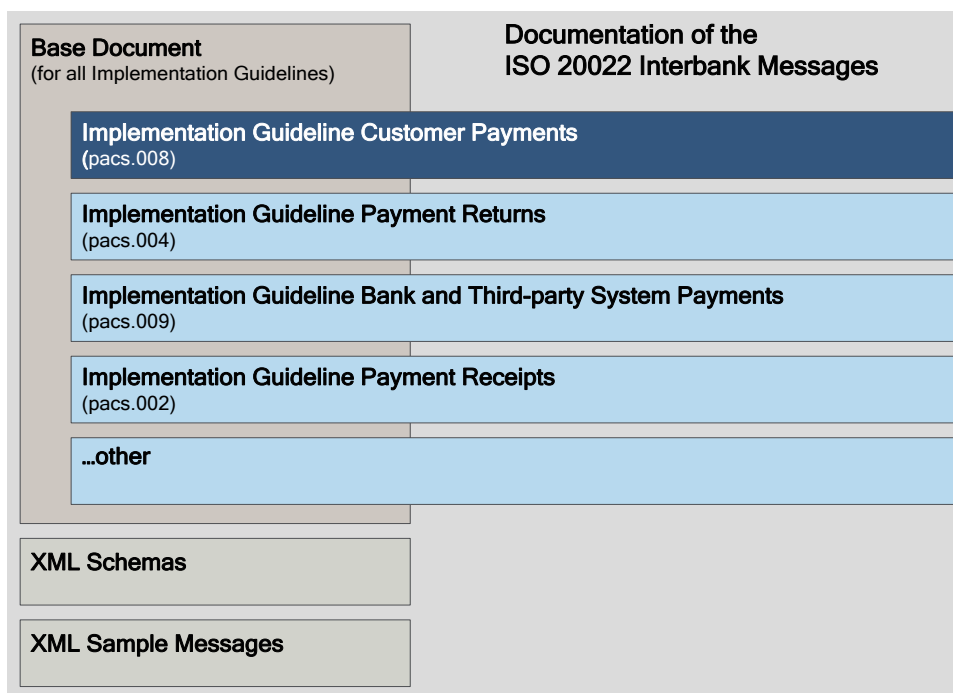 Base Document
(for all Implementation Guidelines)
Documentation of the
ISO 20022 Interbank Messages
Implementation Guideline Customer Payments
(pacs.008)
Implementation Guideline Payment Returns
(pacs.004)
Implementation Guideline Bank and Third-party System Payments
(pacs.009)
Implementation Guideline Payment Receipts
(pacs.002)
…other
XML Schemas
XML Sample Messages